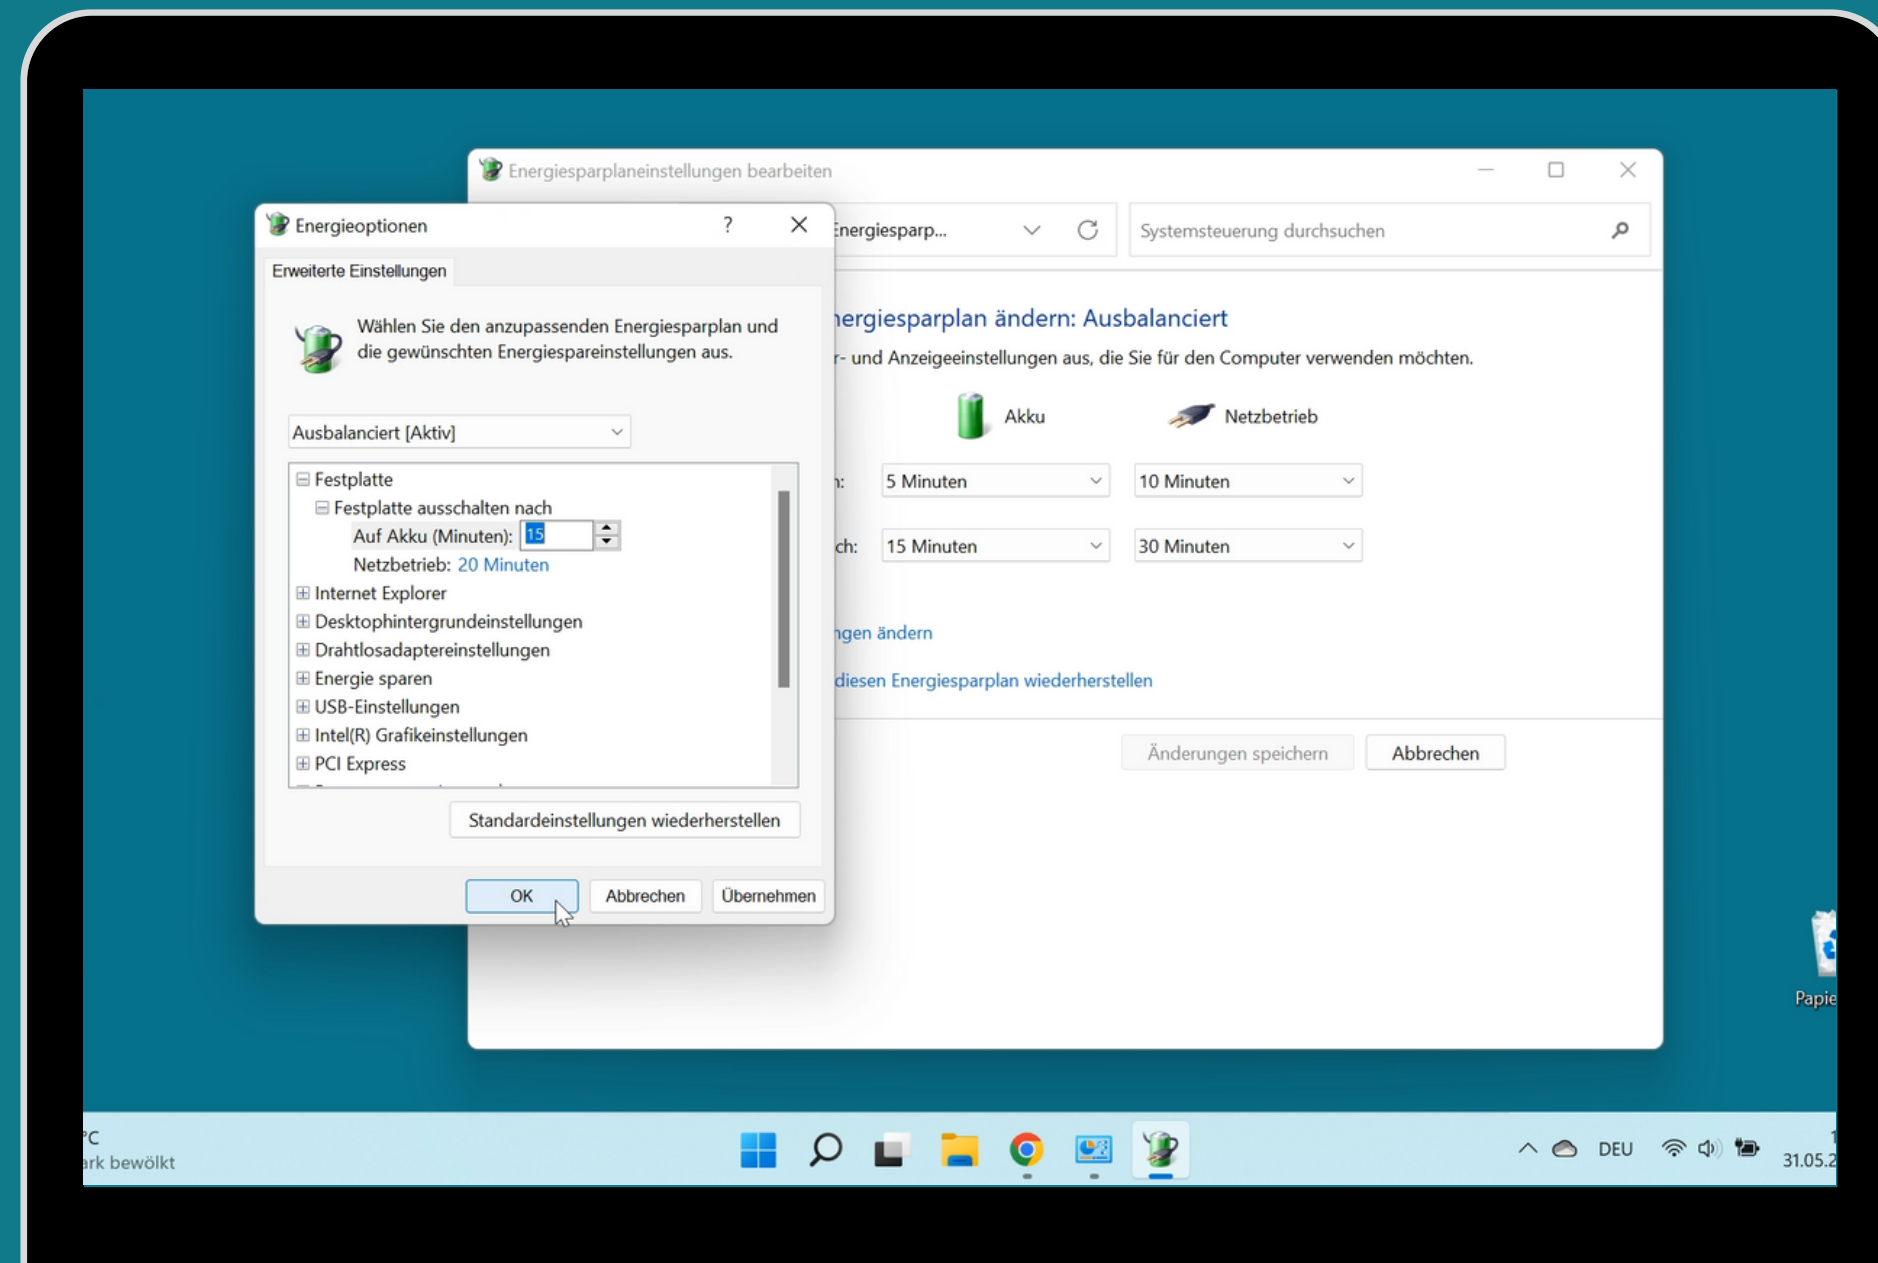 Energiesparplaneinstellungen bearbeiten
Energieoptionen
?
Energiesparp...
Systemsteuerung durchsuchen
Erweiterte Einstellungen
Wählen Sie den anzupassenden Energiesparplan und
die gewünschten Energiespareinstellungen aus.
Ausbalanciert [Aktiv]
Festplatte
Festplatte ausschalten nach
Auf Akku (Minuten): 15
Netzbetrieb: 20 Minuten
Internet Explorer
Desktophintergrundeinstellungen
Drahtlosadaptereinstellungen
Energie sparen
USB-Einstellungen
Intel(R) Grafikeinstellungen
PCI Express
Standardeinstellungen wiederherstellen
OK
Abbrechen
Übernehmen
nergiesparplan ändern: Ausbalanciert
r- und Anzeigeeinstellungen aus, die Sie für den Computer verwenden möchten.
Akku
Netzbetrieb
n: 5 Minuten 10 Minuten
ch: 15 Minuten 30 Minuten
ngen ändern
diesen Energiesparplan wiederherstellen
Änderungen speichern
Abbrechen
Papie
°C
ark bewölkt
DEU
31.05.2